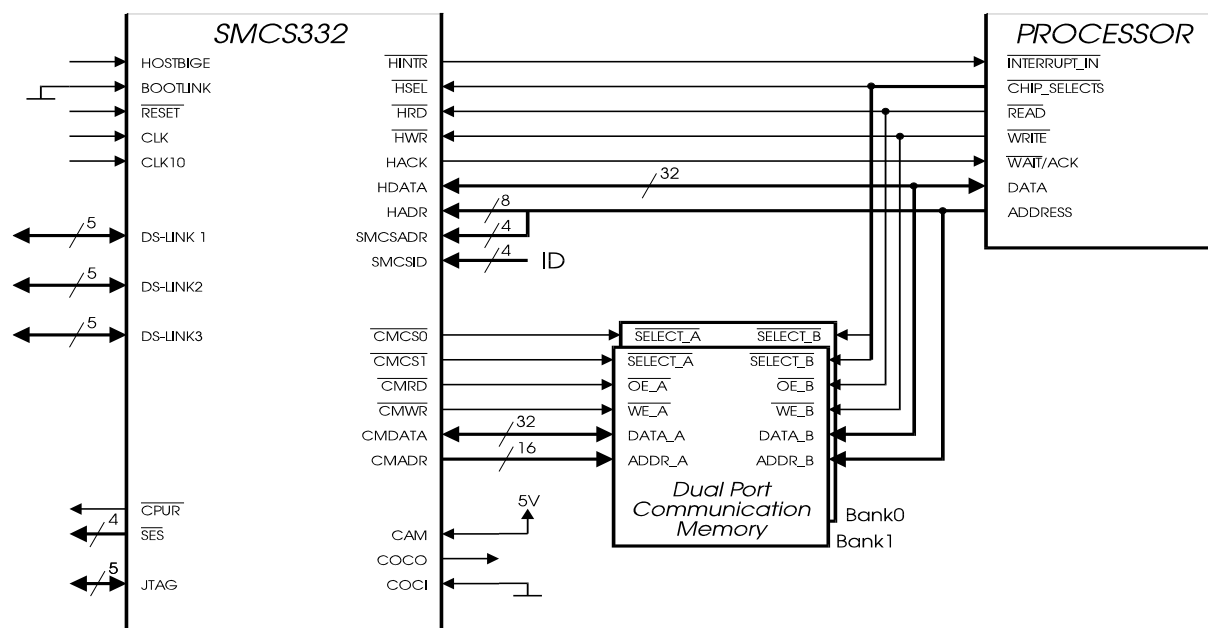 SMCS332
PROCESSOR
HOSTBIGE
BOOTLINK
RESET
CLK
CLK10
5
DS-LINK 1
5
DS-LINK2
5
DS-LINK3
CPUR
4
SES
5
JTAG
HINTR
HSEL
HRD
HWR
HACK
HDATA
32
HADR
8
SMCSADR
4
SMCSID
4
ID
CMCS0
CMCS1
CMRD
CMWR
CMDATA
32
CMADR
16
5V
CAM
COCO
COCI
INTERRUPT_IN
CHIP_SELECTS
READ
WRITE
WAIT/ACK
DATA
ADDRESS
SELECT_A SELECT_B
SELECT_A SELECT_B
OE_A OE_B
WE_A WE_B
DATA_A DATA_B
ADDR_A ADDR_B
Dual Port
Communication
Memory
Bank0
Bank1